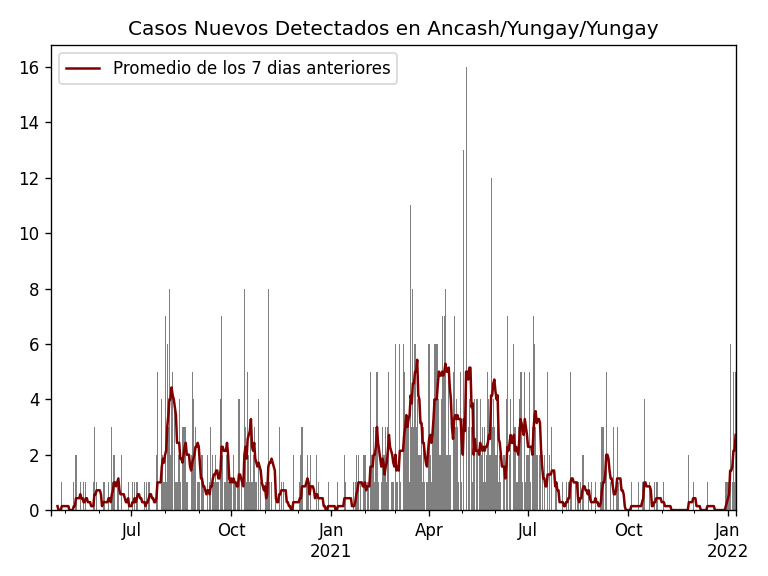 Casos Nuevos Detectados en Ancash/Yungay/Yungay
Promedio de los 7 dias anteriores
16
14
12
10
8
6
4
2
0
Jul
Oct
Jan
2021
Apr
Jul
Oct
Jan
2022